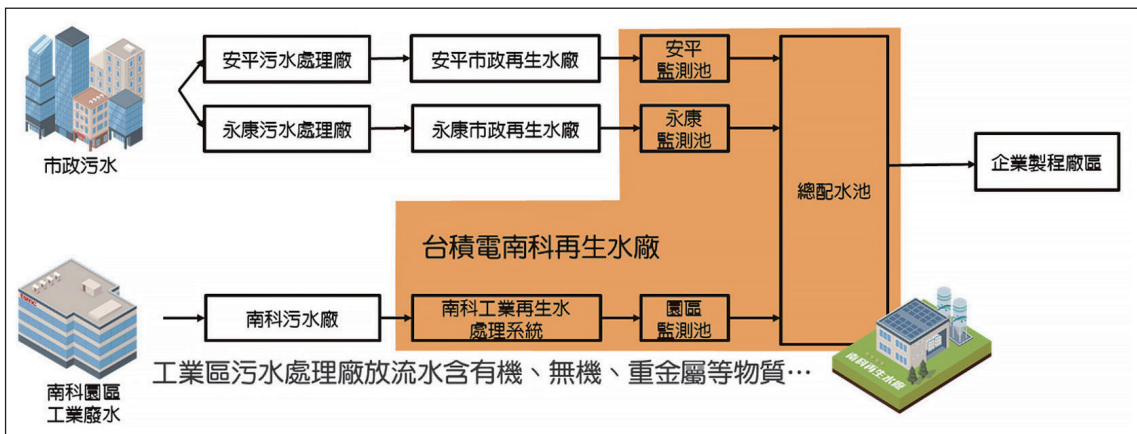 安平污水處理廠
安平市政再生水廠
安平
監測池
永康污水處理廠
永康市政再生水廠
永康
監測池
市政污水
總配水池
企業製程廠區
台積電南科再生水廠
南科污水廠
南科工業再生水
處理系統
園區
監測池
工業區污水處理廠放流水含有機、無機、重金屬等物質…
南科園區
工業廢水
南科再生水廠